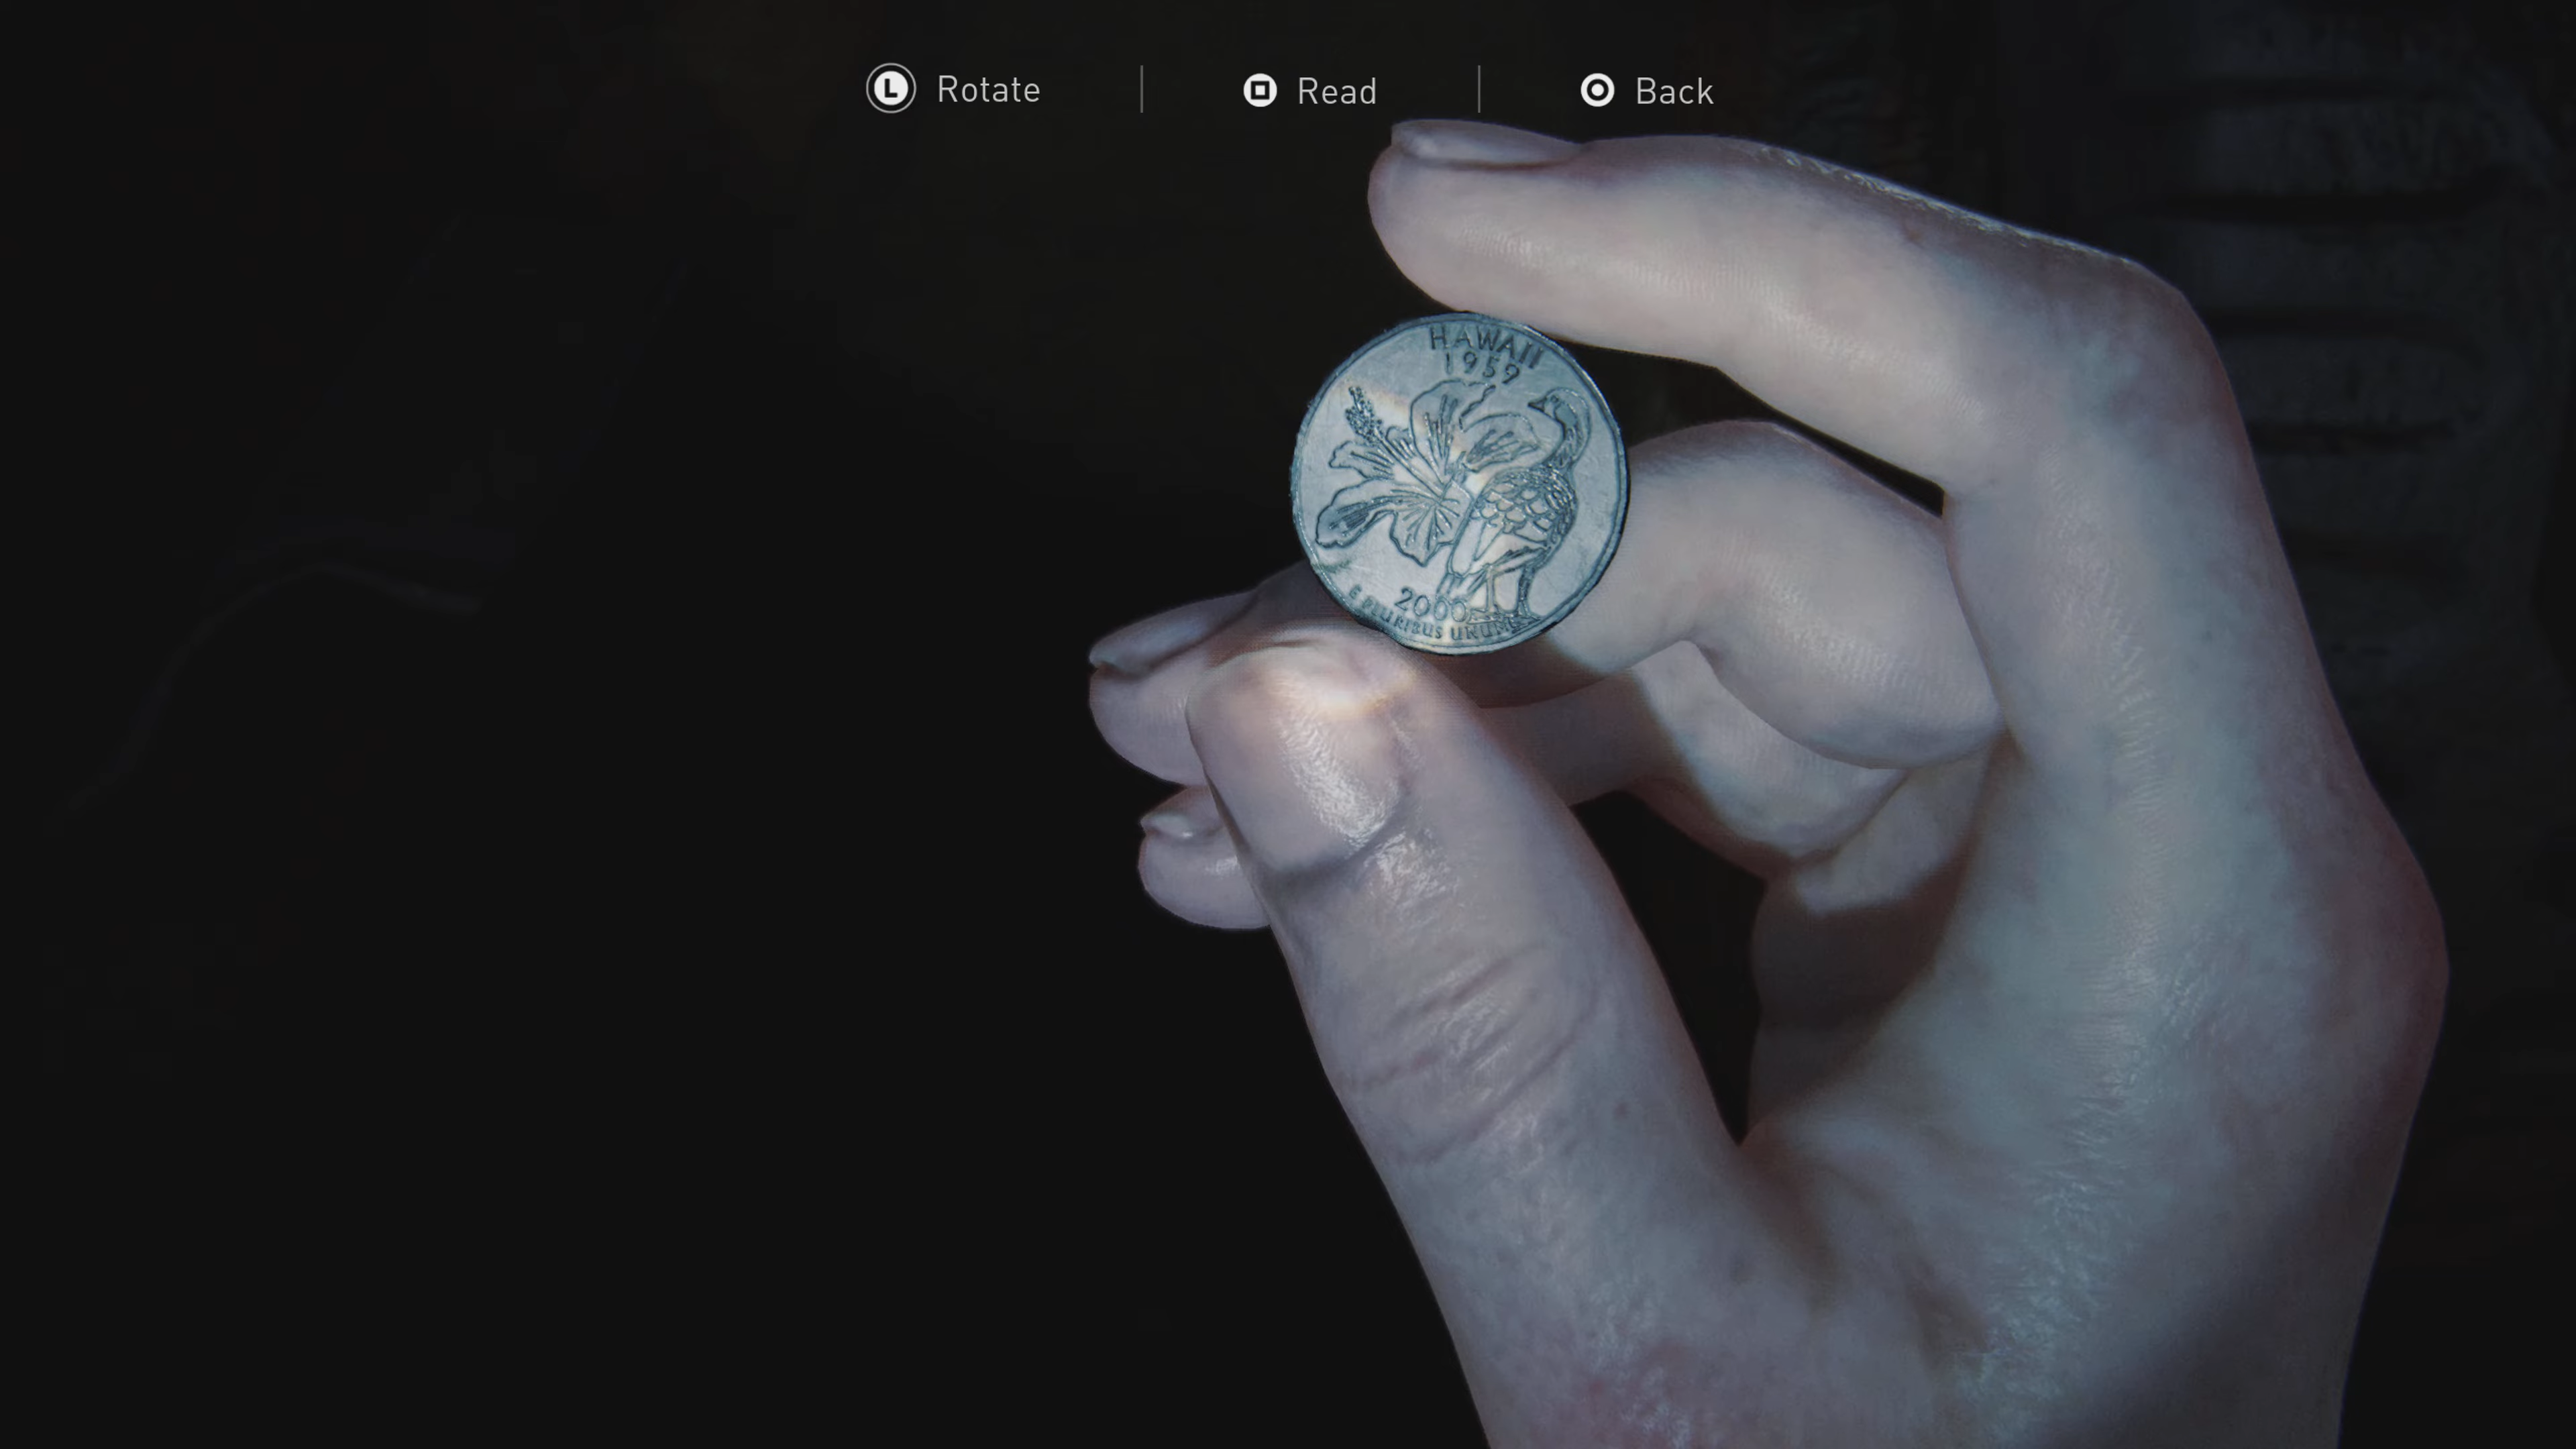 L Rotate
Read
Back
HAWAII
1959
2000
E PLURIBUS UNUM